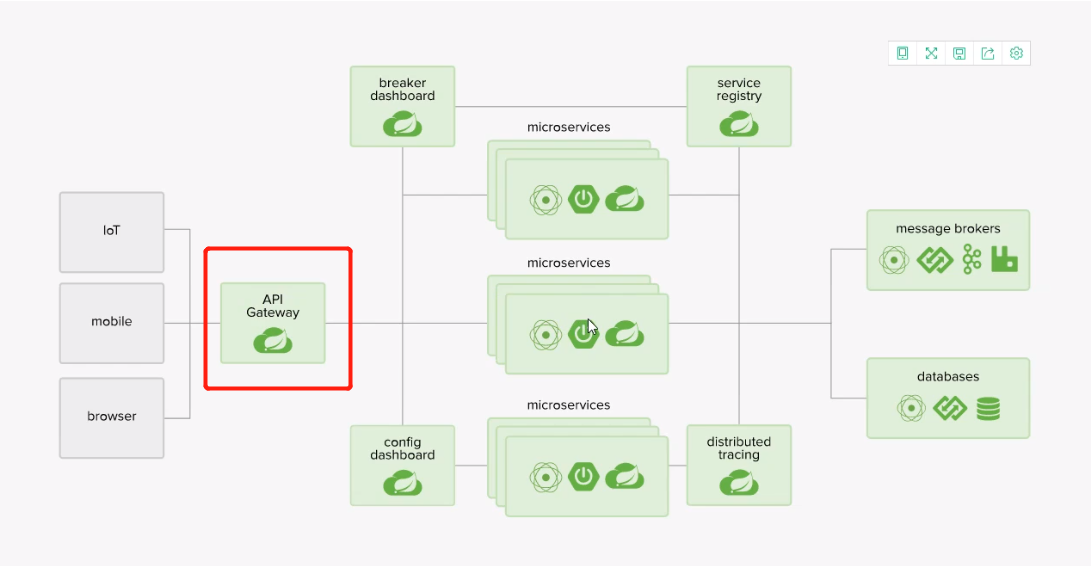 breaker
dashboard
service
registry
microservices
IoT
mobile
browser
API
Gateway
microservices
message brokers
databases
microservices
config
dashboard
distributed
tracing